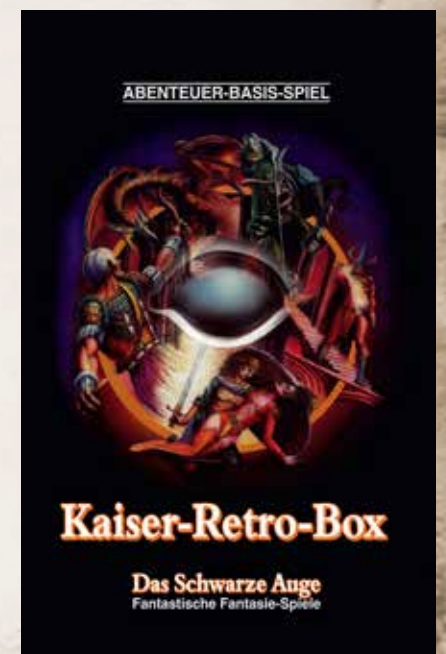 ABENTEUER-BASIS-SPIEL
Kaiser-Retro-Box
Das Schwarze Auge
Fantastische Fantasie-Spiele